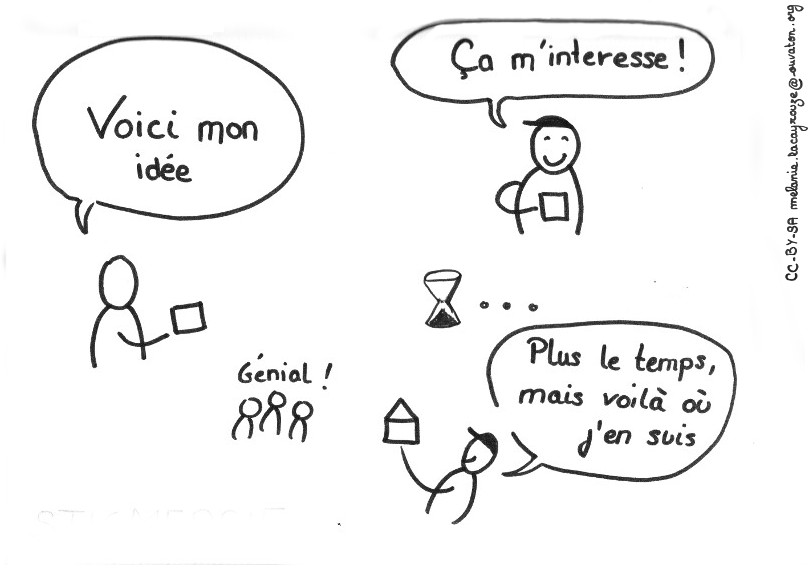 Voici mon
idée
Ça m'interesse !
Génial !
Plus le temps,
mais voilà où
j'en suis
CC-BY-SA melanie.lacayrouze@ouvaton.org